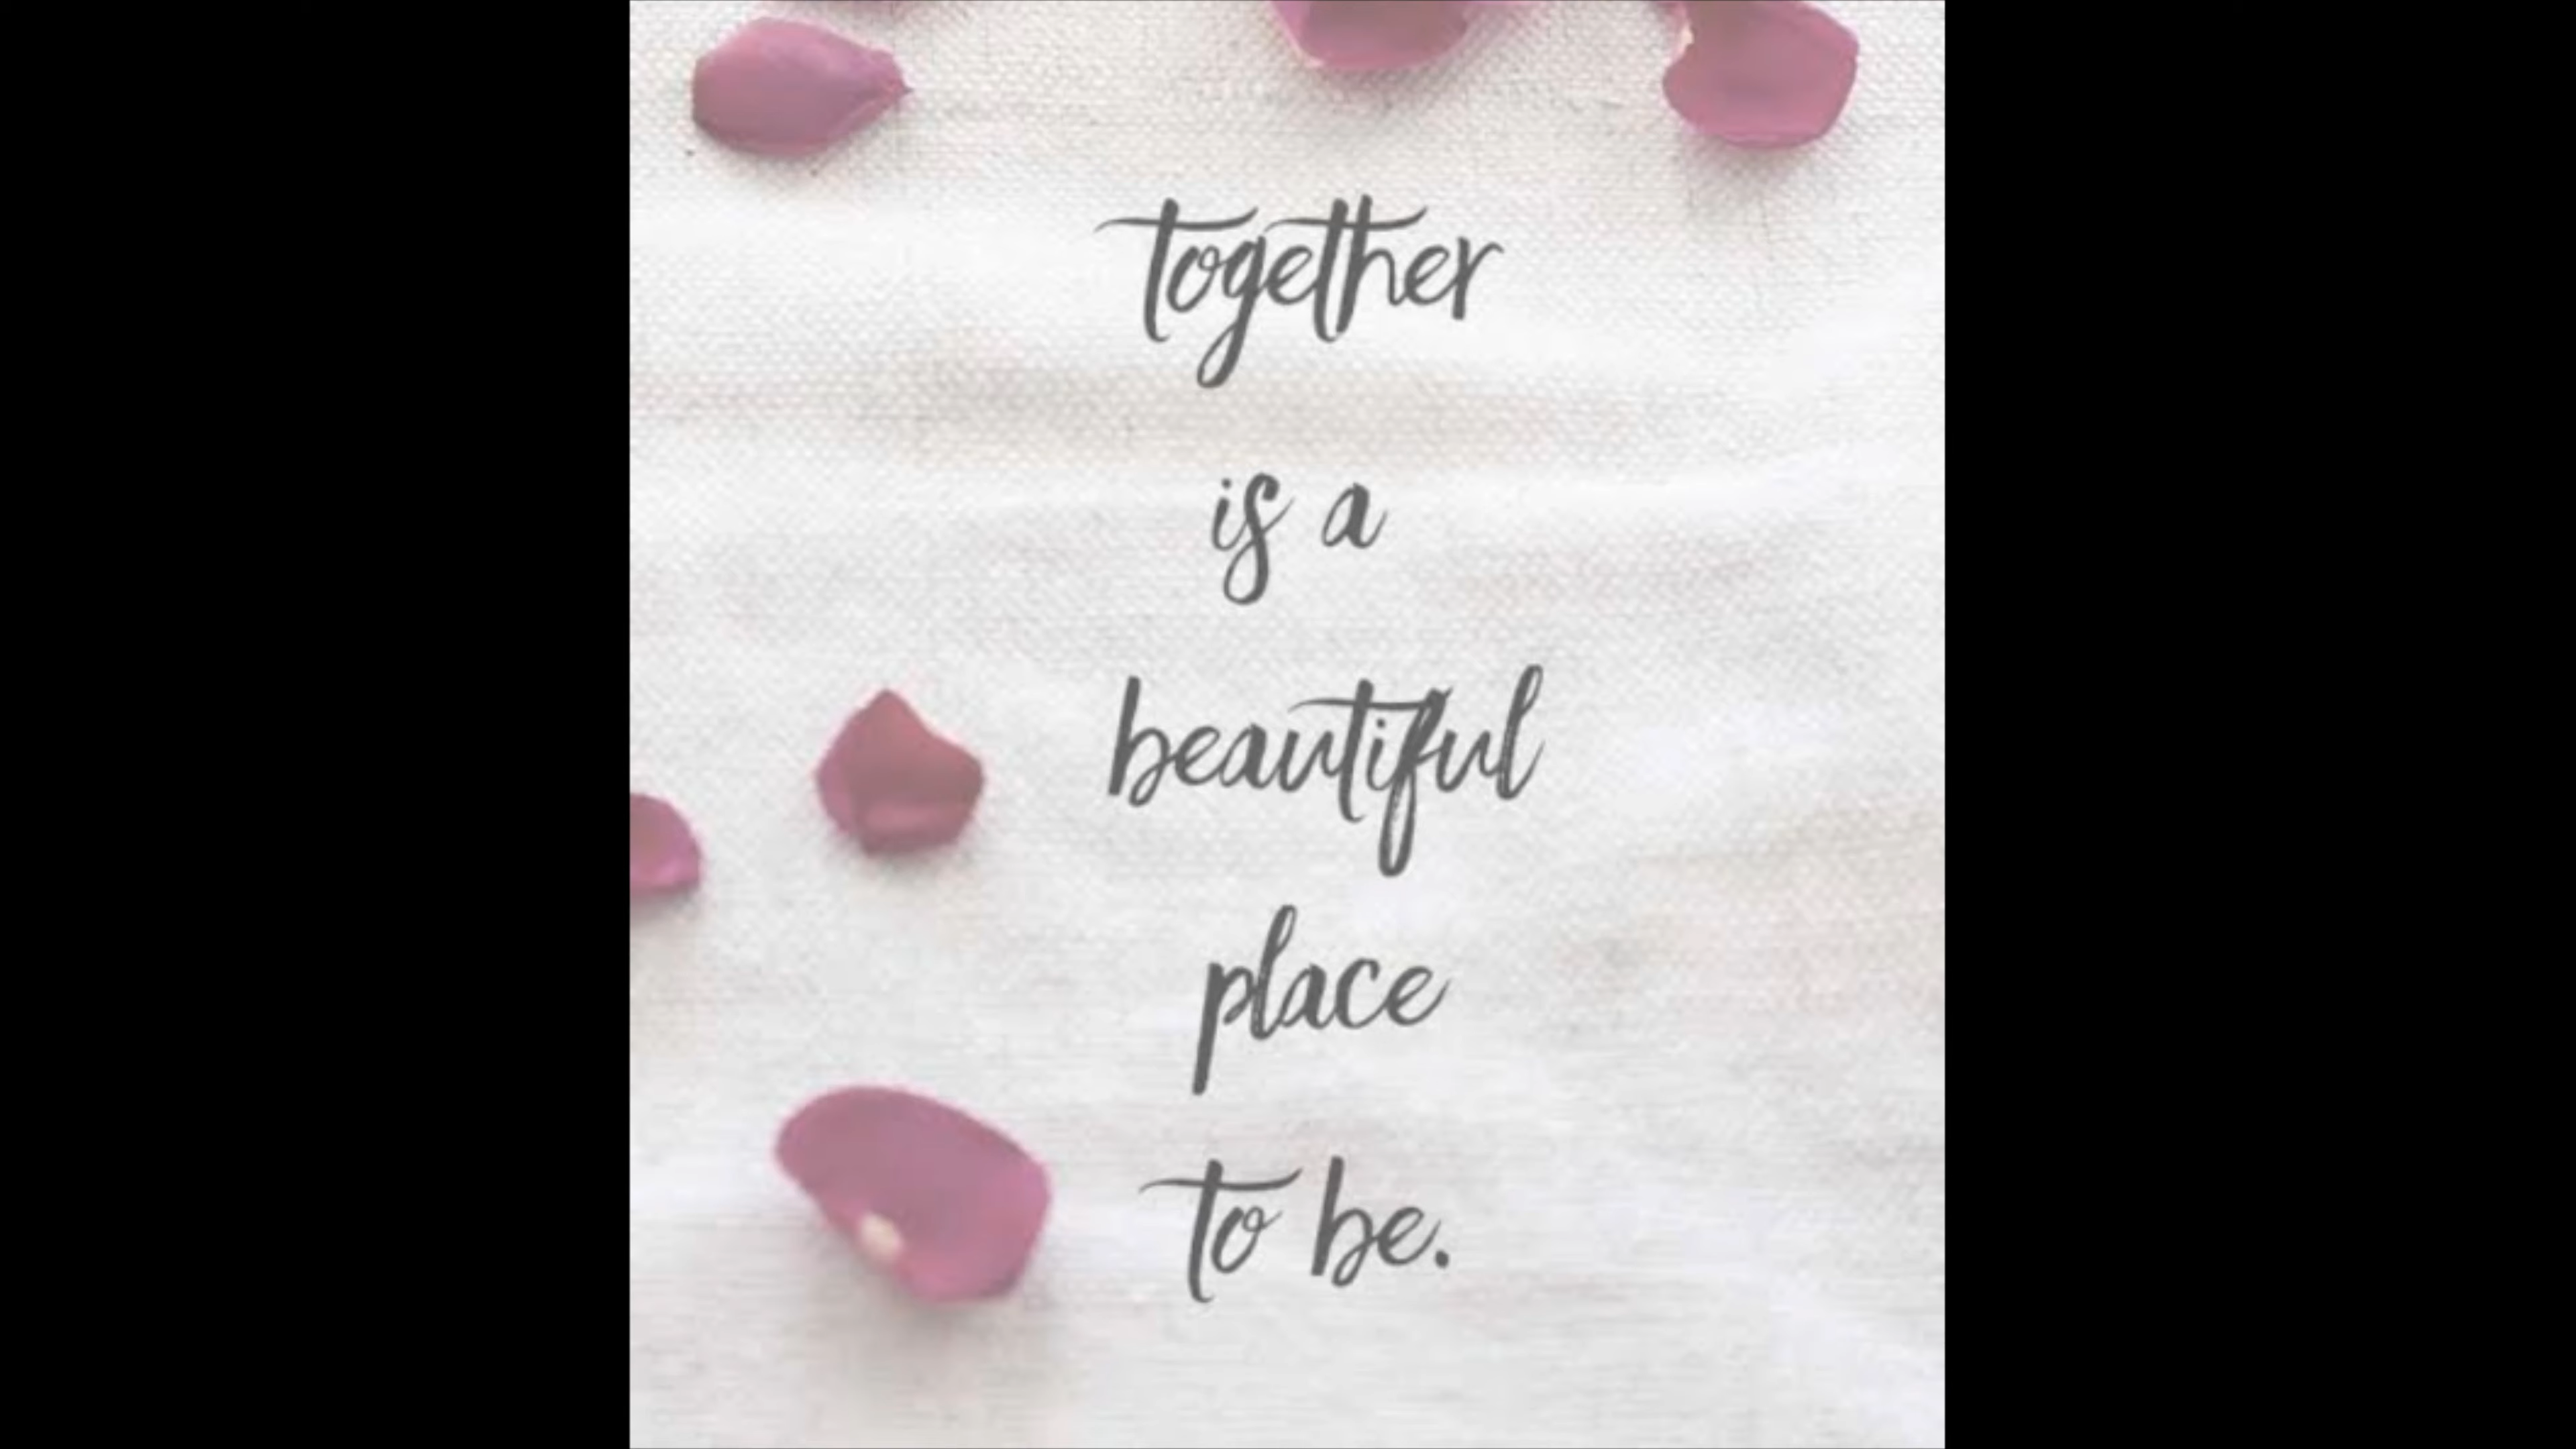 together
is a
beautiful
place
to be.